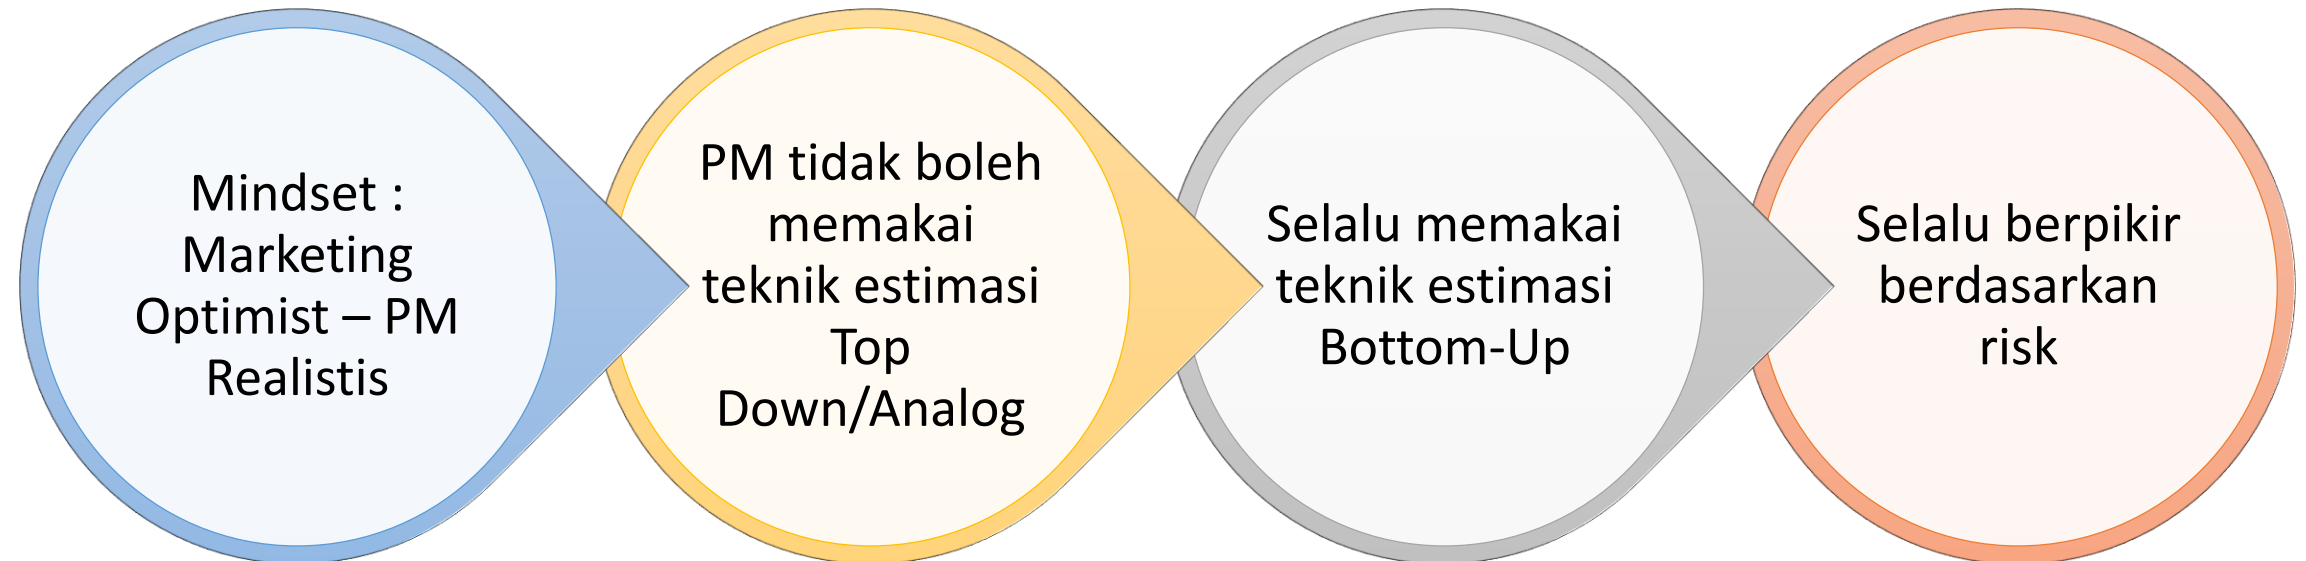 Mindset :
Marketing
Optimist – PM
Realistis
PM tidak boleh
memakai
teknik estimasi
Top
Down/Analog
Selalu memakai
teknik estimasi
Bottom-Up
Selalu berpikir
berdasarkan
risk